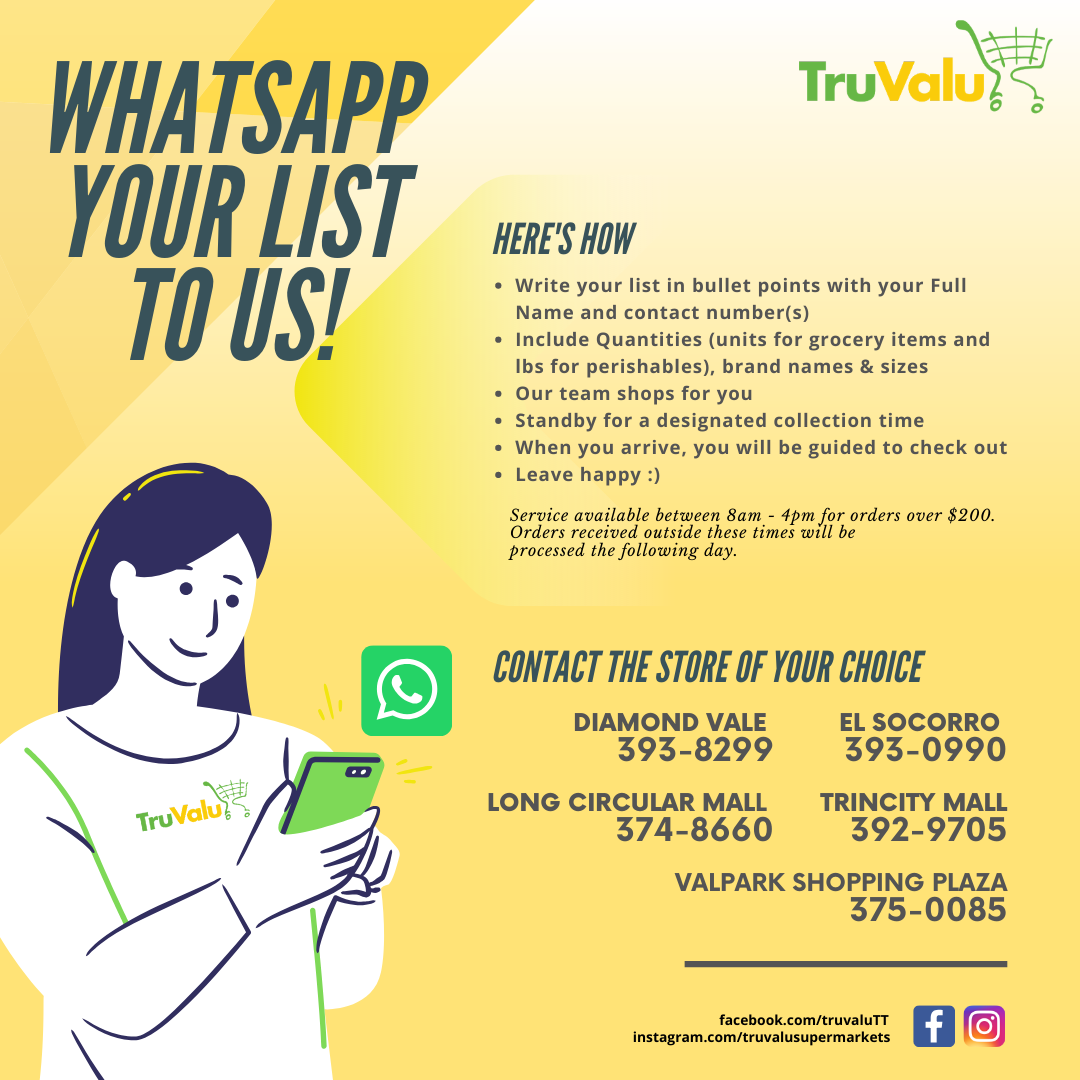 WHATSAPP
YOUR LIST
TO US!
TruValu
HERE'S HOW
• Write your list in bullet points with your Full
Name and contact number(s)
• Include Quantities (units for grocery items and
lbs for perishables), brand names & sizes
• Our team shops for you
• Standby for a designated collection time
• When you arrive, you will be guided to check out
• Leave happy :)
Service available between 8am - 4pm for orders over $200.
Orders received outside these times will be
processed the following day.
CONTACT THE STORE OF YOUR CHOICE
DIAMOND VALE
393-8299
EL SOCORRO
393-0990
LONG CIRCULAR MALL
374-8660
TRINCITY MALL
392-9705
VALPARK SHOPPING PLAZA
375-0085
TruValu
facebook.com/truvaluTT
instagram.com/truvalusupermarkets